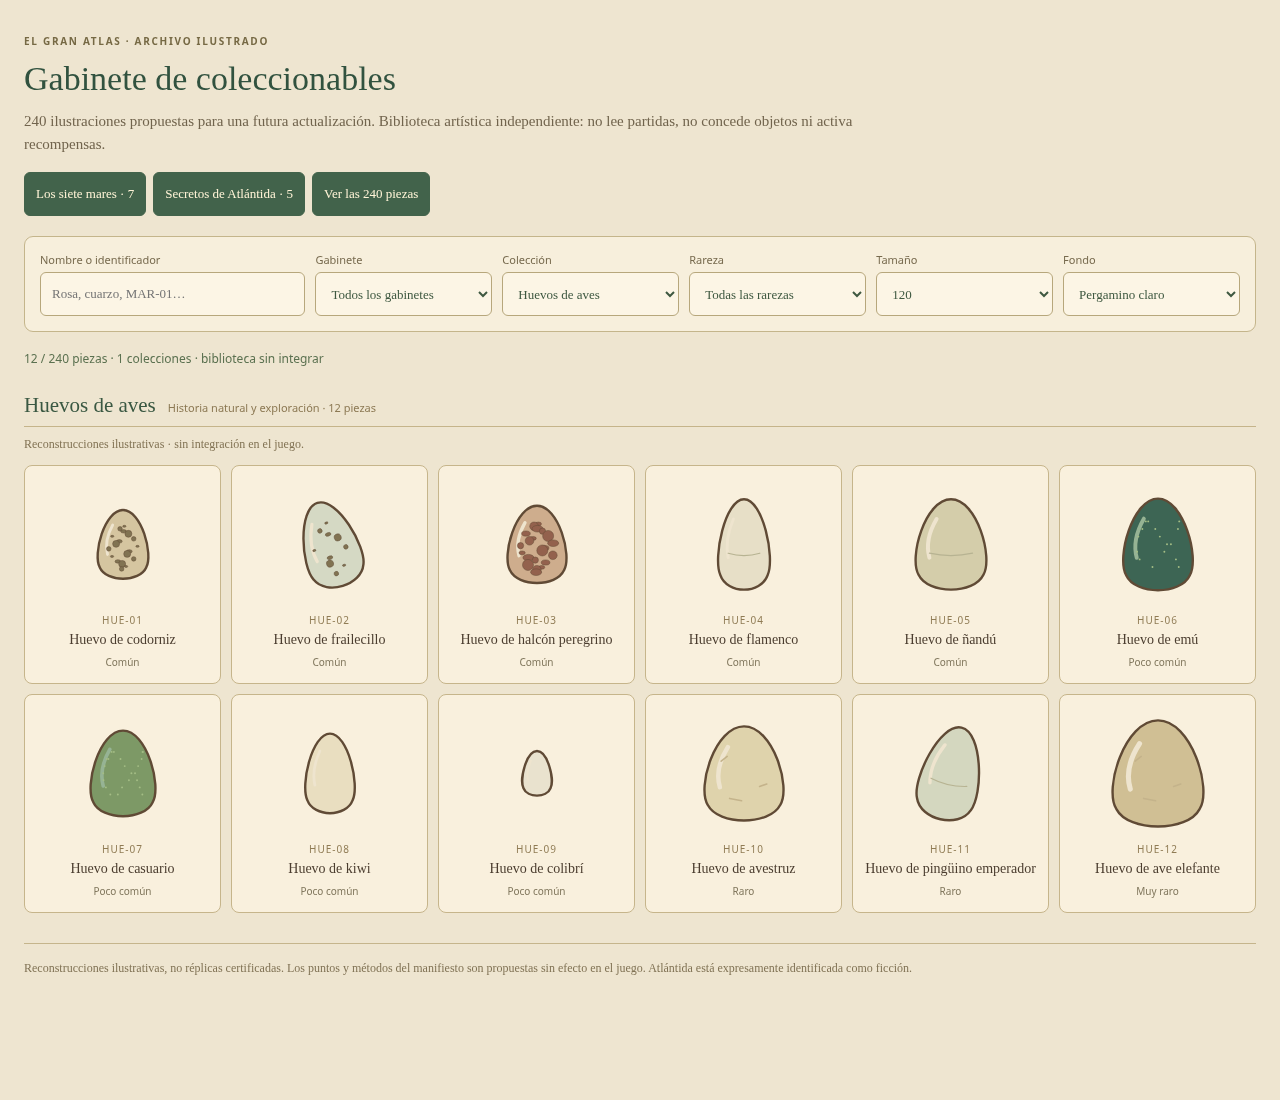 EL GRAN ATLAS · ARCHIVO ILUSTRADO
Gabinete de coleccionables
240 ilustraciones propuestas para una futura actualización. Biblioteca artística independiente: no lee partidas, no concede objetos ni activa
recompensas.
Los siete mares · 7
Secretos de Atlántida · 5
Ver las 240 piezas
Nombre o identificador
Gabinete
Colección
Rareza
Tamaño
Fondo
Rosa, cuarzo, MAR-01…
Todos los gabinetes
Huevos de aves
Todas las rarezas
120
Pergamino claro
12 / 240 piezas · 1 colecciones · biblioteca sin integrar
Huevos de aves
Historia natural y exploración · 12 piezas
Reconstrucciones ilustrativas · sin integración en el juego.
HUE-01
Huevo de codorniz
Común
HUE-02
Huevo de frailecillo
Común
HUE-03
Huevo de halcón peregrino
Común
HUE-04
Huevo de flamenco
Común
HUE-05
Huevo de ñandú
Común
HUE-06
Huevo de emú
Poco común
HUE-07
Huevo de casuario
Poco común
HUE-08
Huevo de kiwi
Poco común
HUE-09
Huevo de colibrí
Poco común
HUE-10
Huevo de avestruz
Raro
HUE-11
Huevo de pingüino emperador
Raro
HUE-12
Huevo de ave elefante
Muy raro
Reconstrucciones ilustrativas, no réplicas certificadas. Los puntos y métodos del manifiesto son propuestas sin efecto en el juego. Atlántida está expresamente identificada como ficción.